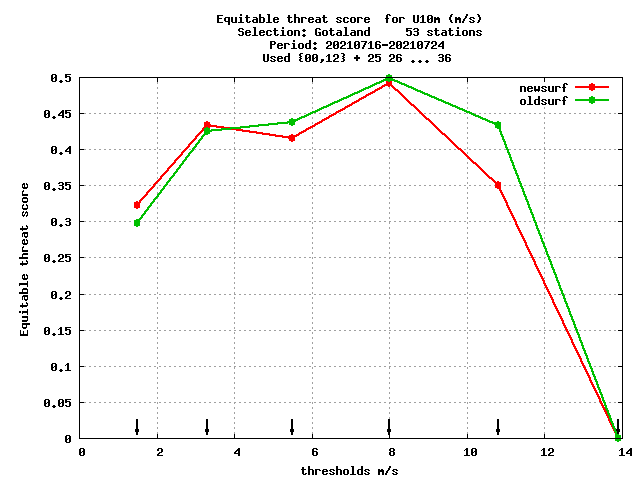 Equitable threat score  for U10m (m/s)
Selection: Gotaland     53 stations
Period: 20210716-20210724
Used {00,12} + 25 26 ... 36
newsurf
oldsurf
Equitable threat score
0.5
0.45
0.4
0.35
0.3
0.25
0.2
0.15
0.1
0.05
0
0 2 4 6 8 10 12 14
thresholds m/s